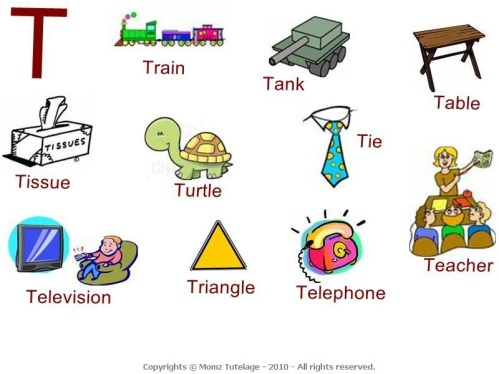 T
Train
Tank
Table
TISSUES
Tissue
Turtle
Tie
Television
Triangle
Telephone
Teacher
Copyrights © Momz Tutelage - 2010 - All rights reserved.